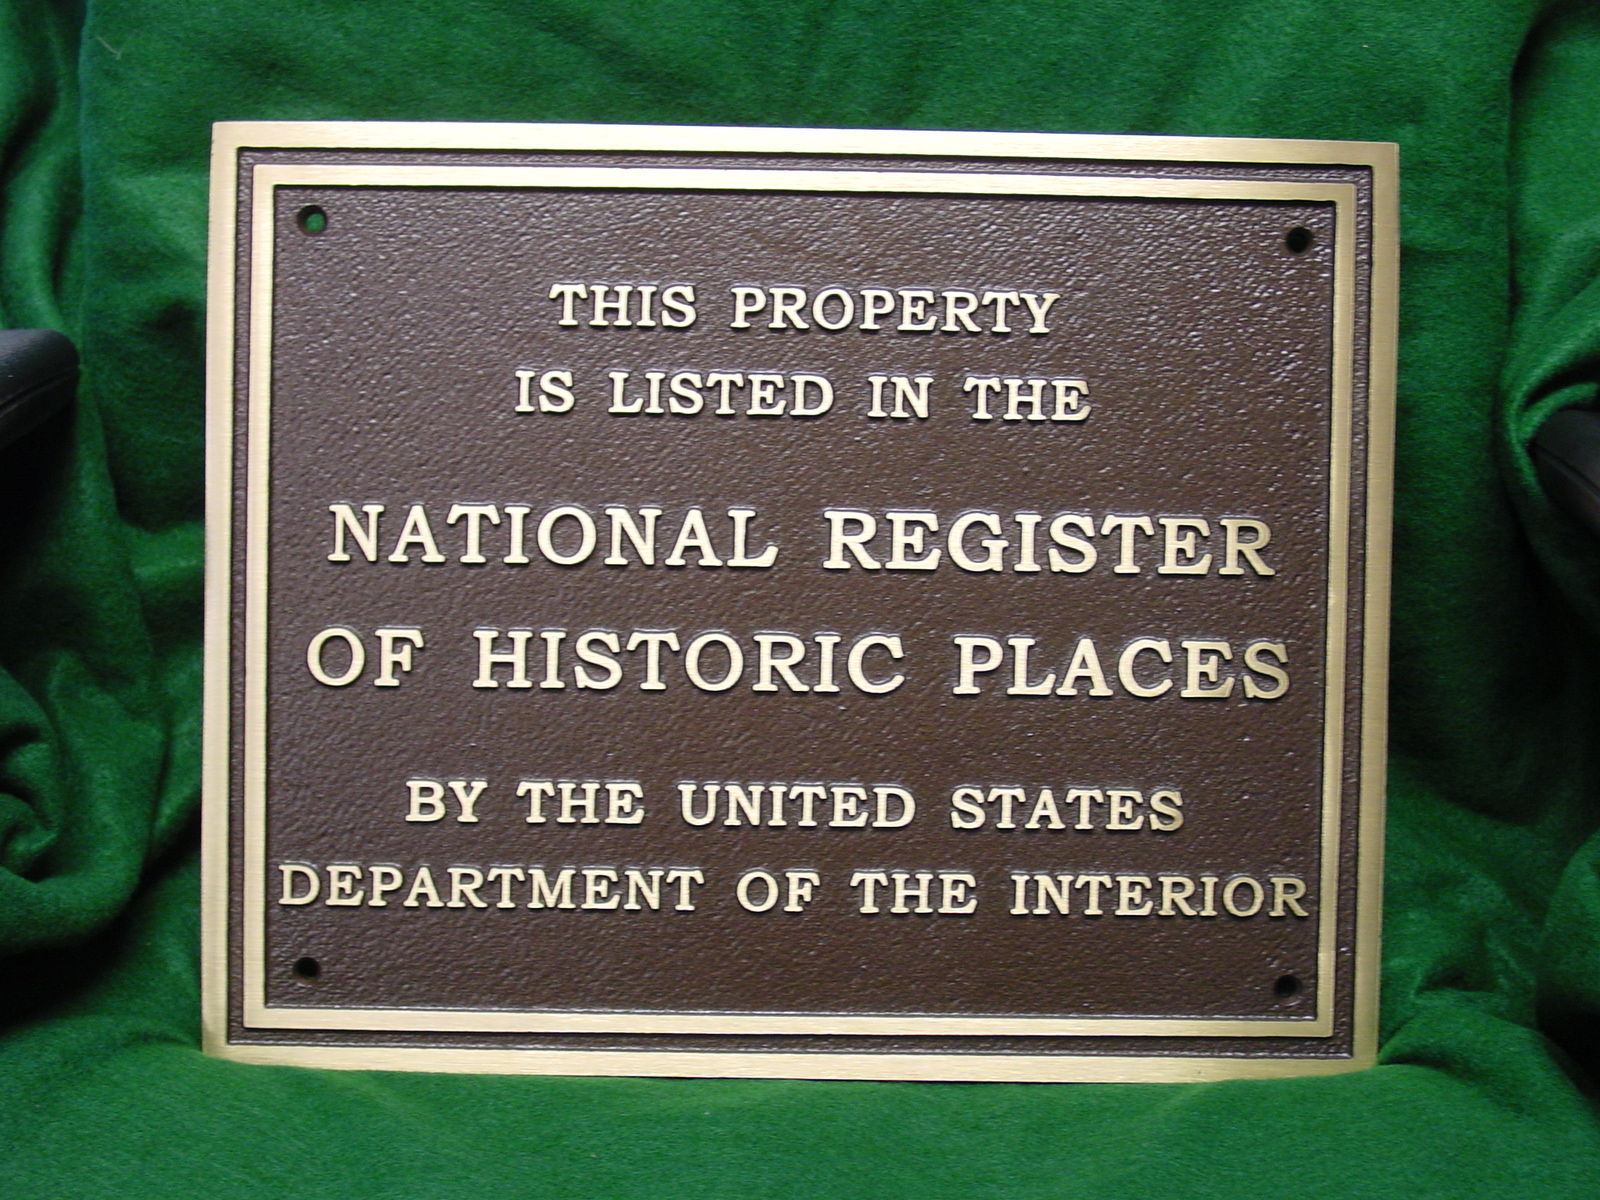 THIS PROPERTY
IS LISTED IN THE
NATIONAL REGISTER
OF HISTORIC PLACES
BY THE UNITED STATES
DEPARTMENT OF THE INTERIOR